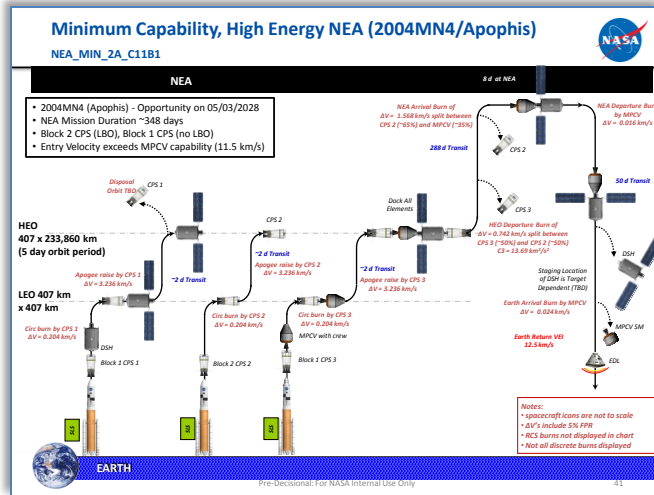 Minimum Capability, High Energy NEA (2004MN4/Apophis)
NEA_MIN_2A_C11B1
NASA
NEA
8 d at NEA
• 2004MN4 (Apophis) - Opportunity on 05/03/2028
• NEA Mission Duration ~348 days
• Block 2 CPS (LBO), Block 1 CPS (no LBO)
• Entry Velocity exceeds MPCV capability (11.5 km/s)
NEA Arrival Burn of
ΔV = 1.568 km/s split between
CPS 2 (~65%) and MPCV (~35%)
NEA Departure Burn
by MPCV
ΔV = 0.016 km/s
CPS 2
288 d Transit
50 d Transit
Disposal
Orbit TBD
CPS 1
CPS 3
Dock All
Elements
HEO
407 x 233,860 km
(5 day orbit period)
CPS 2
HEO Departure Burn of
ΔV = 0.742 km/s split between
CPS 3 (~50%) and CPS 2 (~50%)
C3 = 13.69 km²/s²
DSH
Staging Location
of DSH is Target
Dependent (TBD)
~2 d Transit
~2 d Transit
~2 d Transit
Apogee raise by CPS 1
ΔV = 3.236 km/s
Apogee raise by CPS 2
ΔV = 3.236 km/s
Apogee raise by CPS 3
ΔV = 3.236 km/s
LEO 407 km
x 407 km
Circ burn by CPS 1
ΔV = 0.204 km/s
Circ burn by CPS 2
ΔV = 0.204 km/s
Circ burn by CPS 3
ΔV = 0.204 km/s
Earth Arrival Burn by MPCV
ΔV = 0.024 km/s
MPCV SM
MPCV with crew
DSH
Earth Return VEI
12.5 km/s
EDL
Block 1 CPS 1
Block 2 CPS 2
Block 1 CPS 3
SLS
SLS
SLS
Notes:
• spacecraft icons are not to scale
• ΔV's include 5% FPR
• RCS burns not displayed in chart
• Not all discrete burns displayed
EARTH
Pre-Decisional: For NASA Internal Use Only
41